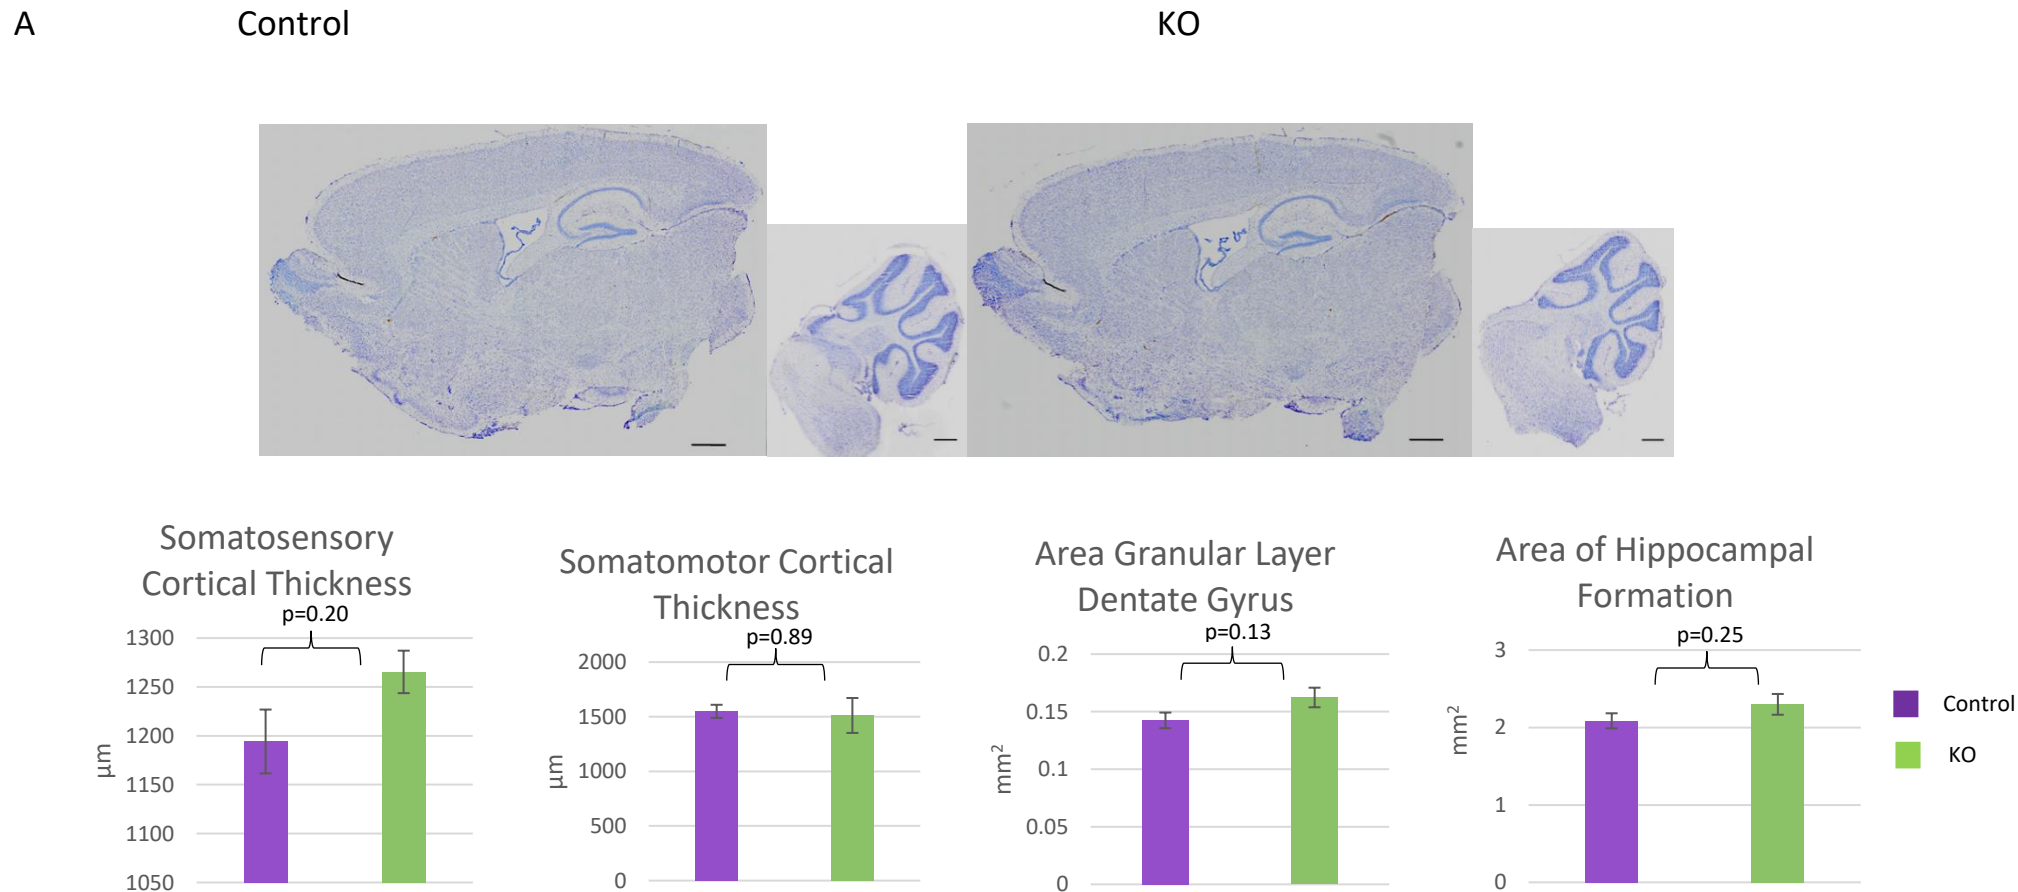 A
Control
KO
Somatosensory
Cortical Thickness
p=0.20
1300
1250
1200
1150
1100
1050
µm
Somatomotor Cortical
Thickness
p=0.89
2000
1500
1000
500
0
µm
Area Granular Layer
Dentate Gyrus
p=0.13
0.2
0.15
0.1
0.05
0
mm²
Area of Hippocampal
Formation
p=0.25
3
2
1
0
mm²
Control
KO